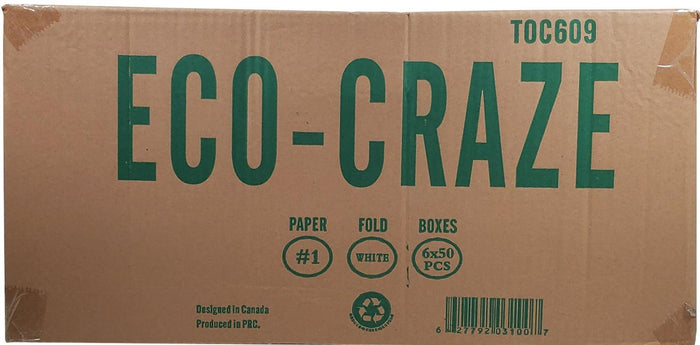 TOC609
ECO-CRAZE
PAPER FOLD BOXES
#1 WHITE 6x50 PCS
Designed in Canada
Produced in PRC.
6 27792 03100 7